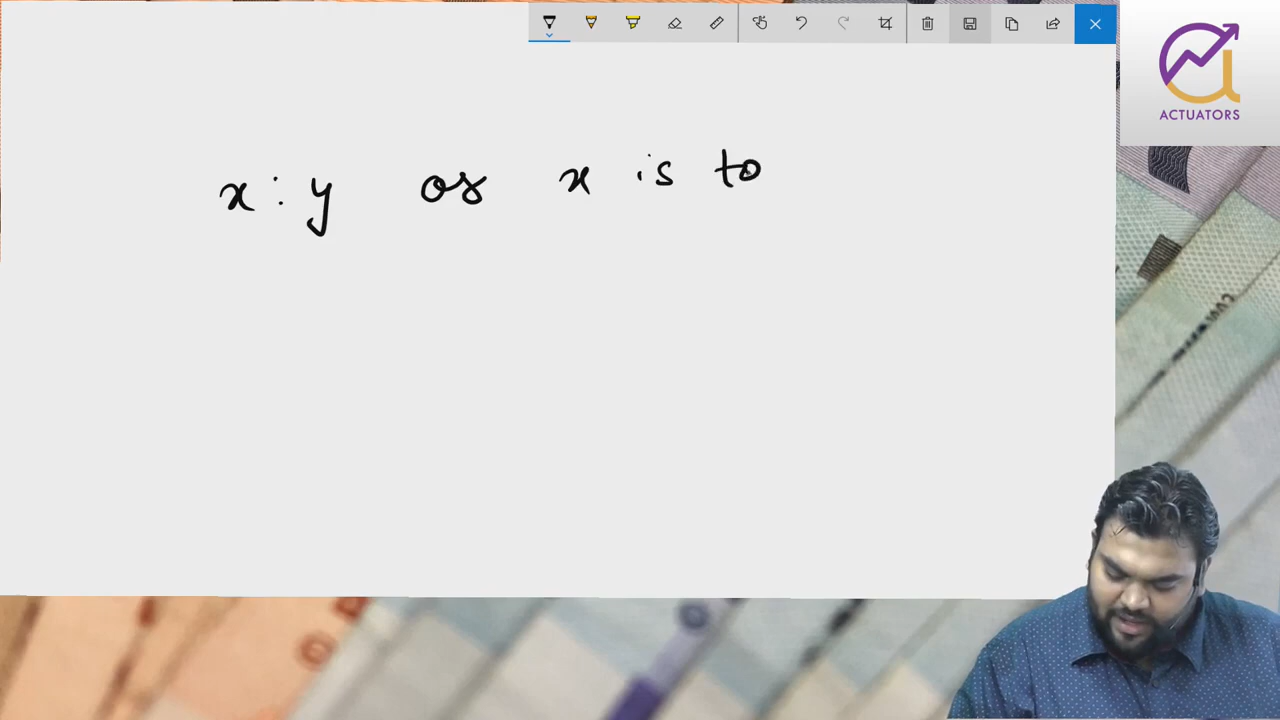 ACTUATORS
x : y or x is to